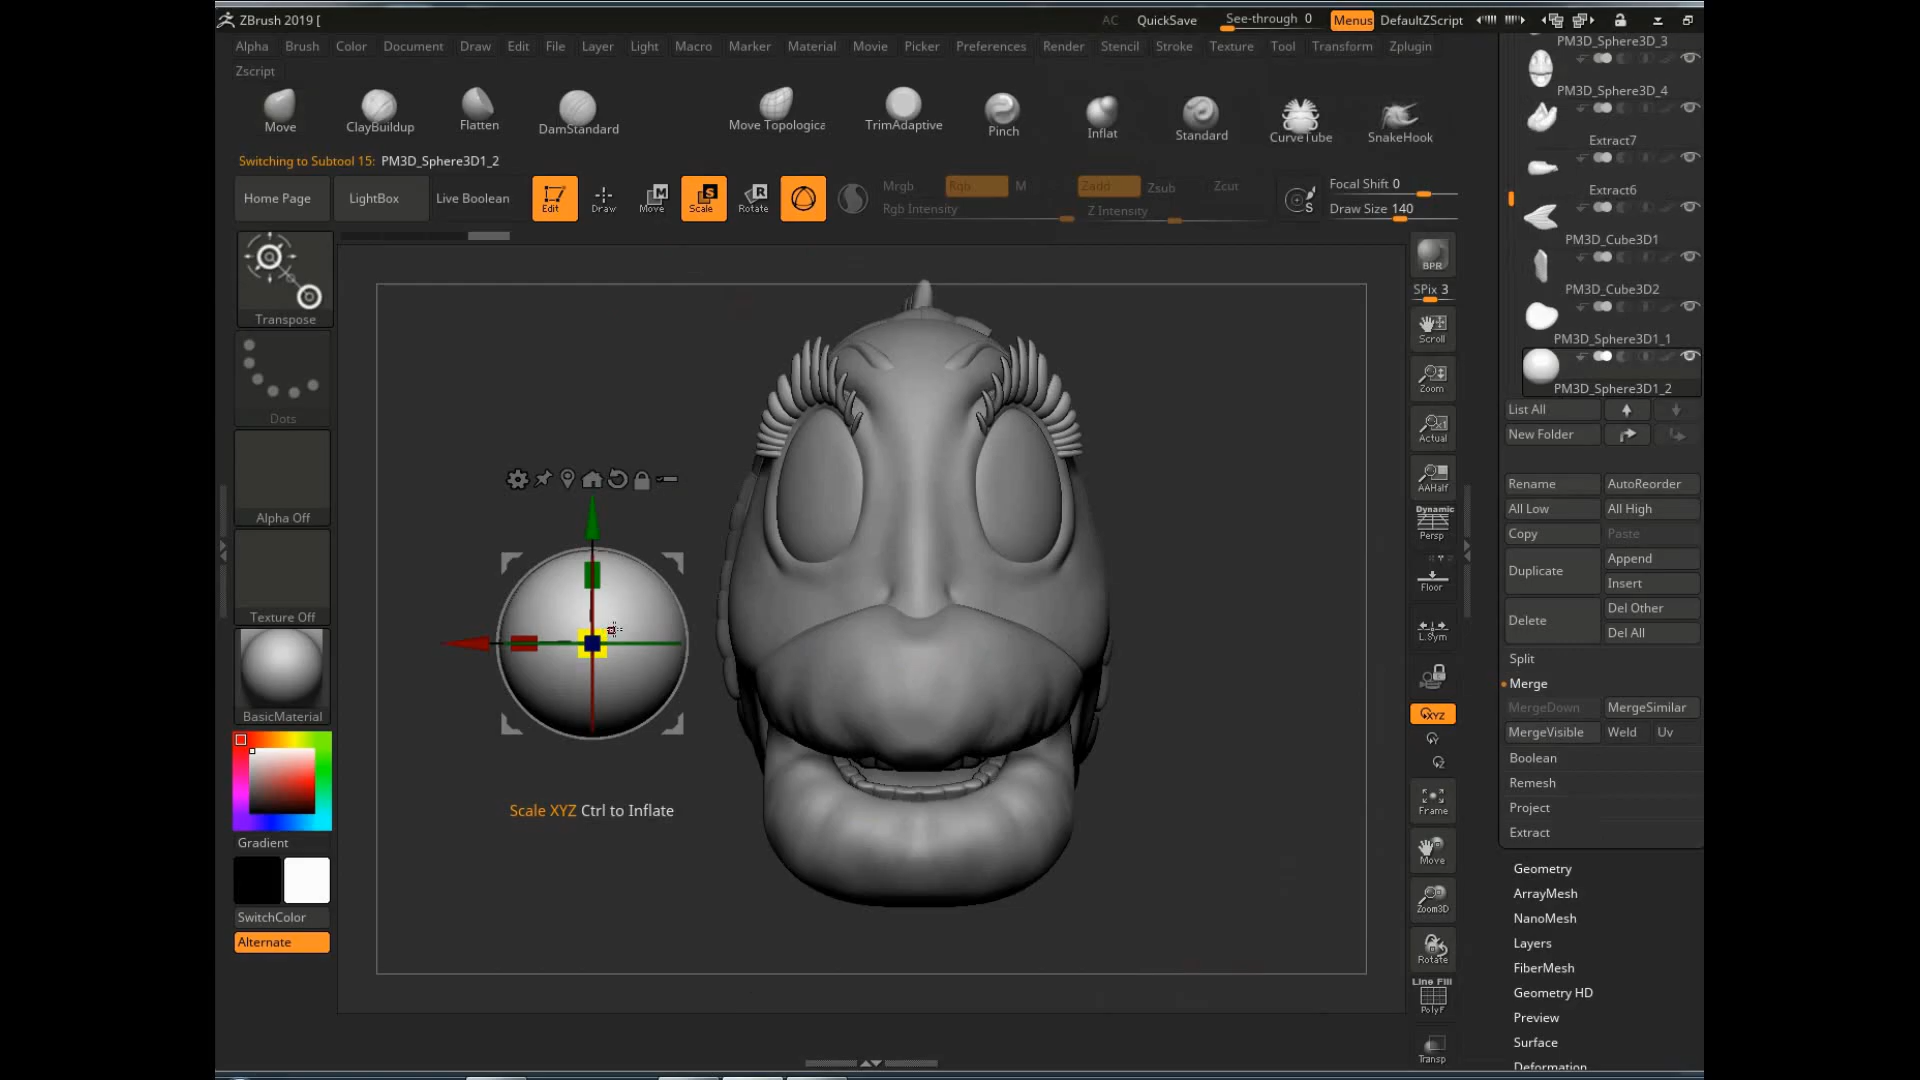 ZBrush 2019 [
AC QuickSave See-through 0 Menus DefaultZScript
Alpha Brush Color Document Draw Edit File Layer Light Macro Marker Material Movie Picker Preferences Render Stencil Stroke Texture Tool Transform Zplugin
Zscript
Move ClayBuildup Flatten DamStandard Move Topologica TrimAdaptive Pinch Inflat Standard CurveTube SnakeHook
Switching to Subtool 15: PM3D_Sphere3D1_2
Home Page LightBox Live Boolean Edit Draw Move Scale Rotate
Mrgb Rgb M Zadd Zsub Zcut
Rgb Intensity Z Intensity
Focal Shift 0
Draw Size 140
Transpose
Dots
Alpha Off
Texture Off
BasicMaterial
Gradient
SwitchColor
Alternate
Scale XYZ Ctrl to Inflate
BPR
SPix 3
Scroll
Zoom
Actual
AAHalf
Dynamic
Persp
Floor
L.Sym
XYZ
Y
Z
Frame
Move
Zoom3D
Rotate
Line Fill
PolyF
Transp
PM3D_Sphere3D_3
PM3D_Sphere3D_4
Extract7
Extract6
PM3D_Cube3D1
PM3D_Cube3D2
PM3D_Sphere3D1_1
PM3D_Sphere3D1_2
List All
New Folder
Rename AutoReorder
All Low All High
Copy Paste
Duplicate Append
Insert
Delete Del Other
Del All
Split
Merge
MergeDown MergeSimilar
MergeVisible Weld Uv
Boolean
Remesh
Project
Extract
Geometry
ArrayMesh
NanoMesh
Layers
FiberMesh
Geometry HD
Preview
Surface
Deformation